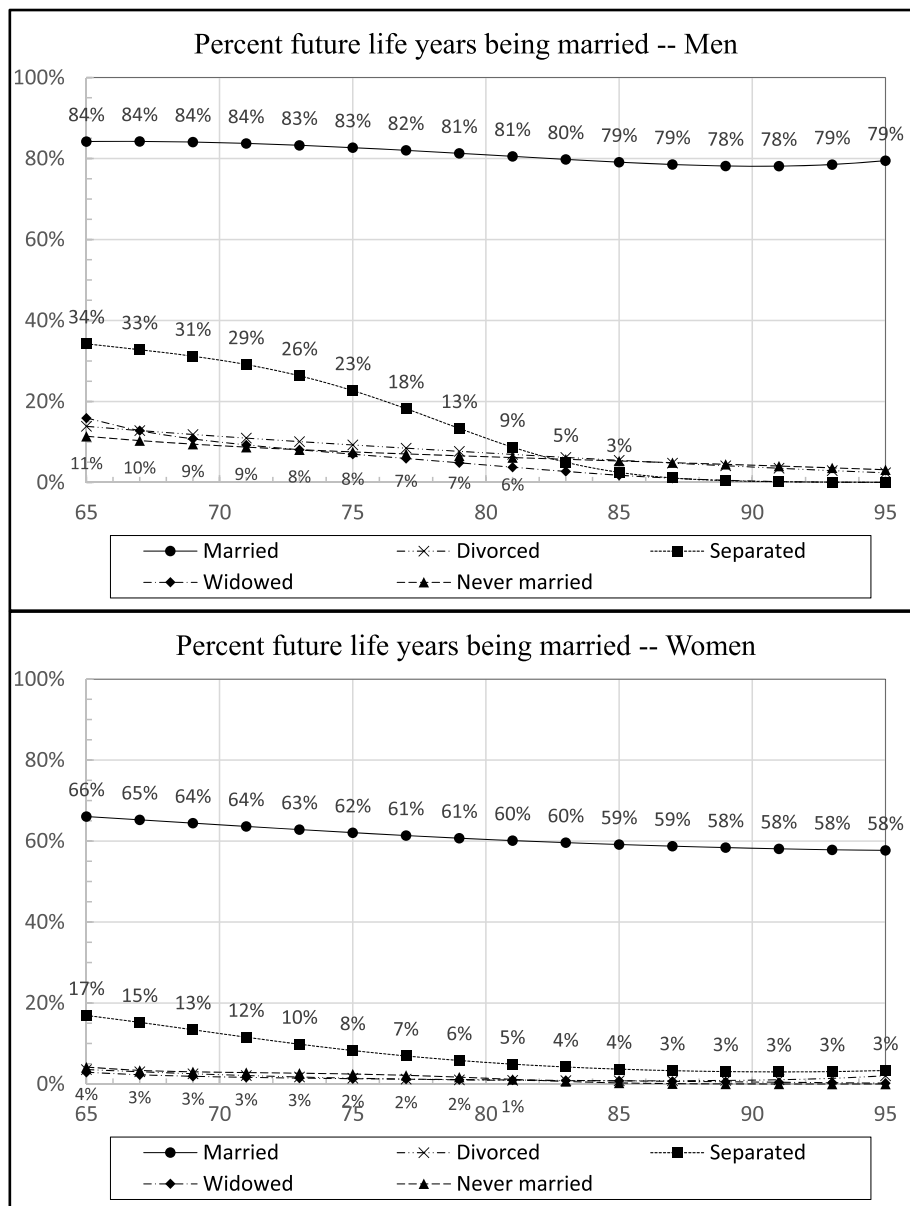 Percent future life years being married -- Men
100%
84% 84% 84% 84% 83% 83% 82% 81% 81% 80% 79% 79% 78% 78% 79% 79%
80%
60%
40%
34% 33% 31% 29% 26% 23% 18% 13% 9% 5% 3%
20%
11% 10% 9% 9% 8% 8% 7% 7% 6%
0%
65 70 75 80 85 90 95
Married Divorced Separated
Widowed Never married
Percent future life years being married -- Women
100%
80%
66% 65% 64% 64% 63% 62% 61% 61% 60% 60% 59% 59% 58% 58% 58% 58%
60%
40%
20%
17% 15% 13% 12% 10% 8% 7% 6% 5% 4% 4% 3% 3% 3% 3% 3%
0%
4% 3% 3% 3% 3% 2% 2% 2% 1%
65 70 75 80 85 90 95
Married Divorced Separated
Widowed Never married